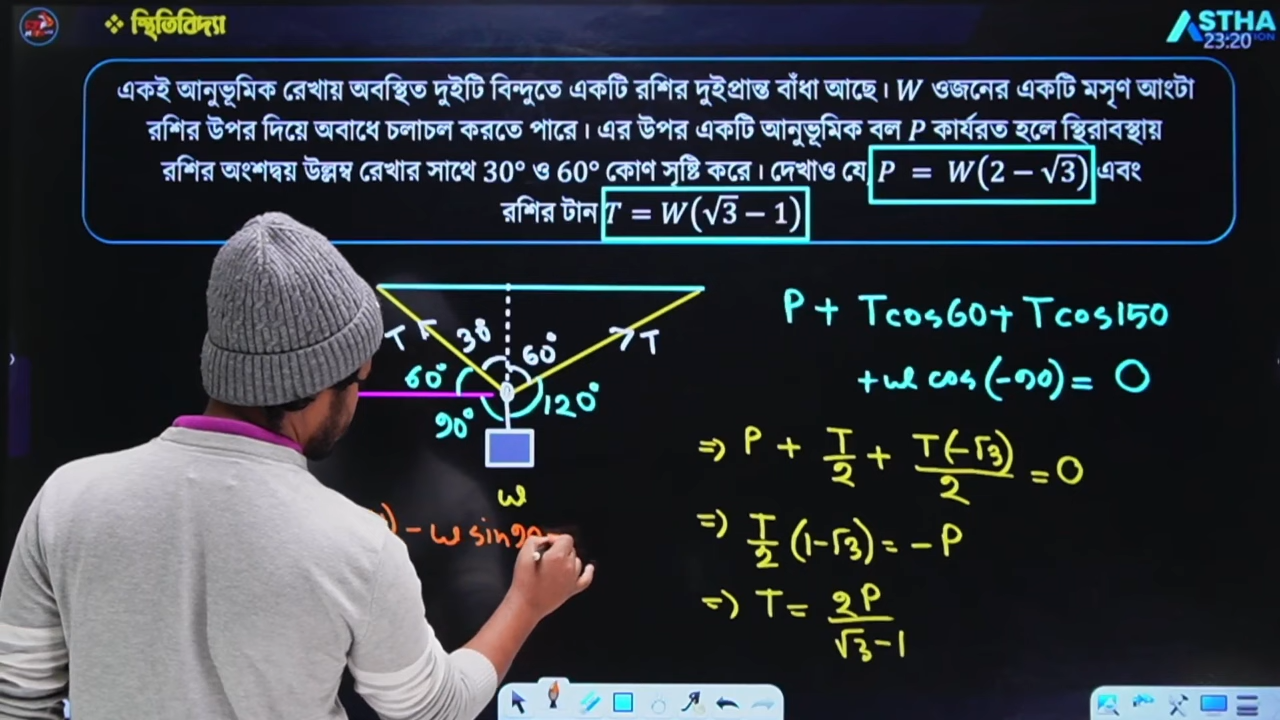 ❖ স্থিতিবিদ্যা
ASTHA
23:20
একই আনুভূমিক রেখায় অবস্থিত দুইটি বিন্দুতে একটি রশির দুইপ্রান্ত বাঁধা আছে। W ওজনের একটি মসৃণ আংটা
রশির উপর দিয়ে অবাধে চলাচল করতে পারে। এর উপর একটি আনুভূমিক বল P কার্যরত হলে স্থিরাবস্থায়
রশির অংশদ্বয় উল্লম্ব রেখার সাথে 30° ও 60° কোণ সৃষ্টি করে। দেখাও যে, P = W(2 − √3) এবং
রশির টান T = W(√3 − 1)
T 30° 60° T
60° 120°
90°
w
) - w sin90
P + Tcos60 + Tcos150
+ w cos (-90) = 0
=> P + T/2 + T(-√3)/2 = 0
=> T/2 (1-√3) = - P
=> T = 2P/√3-1